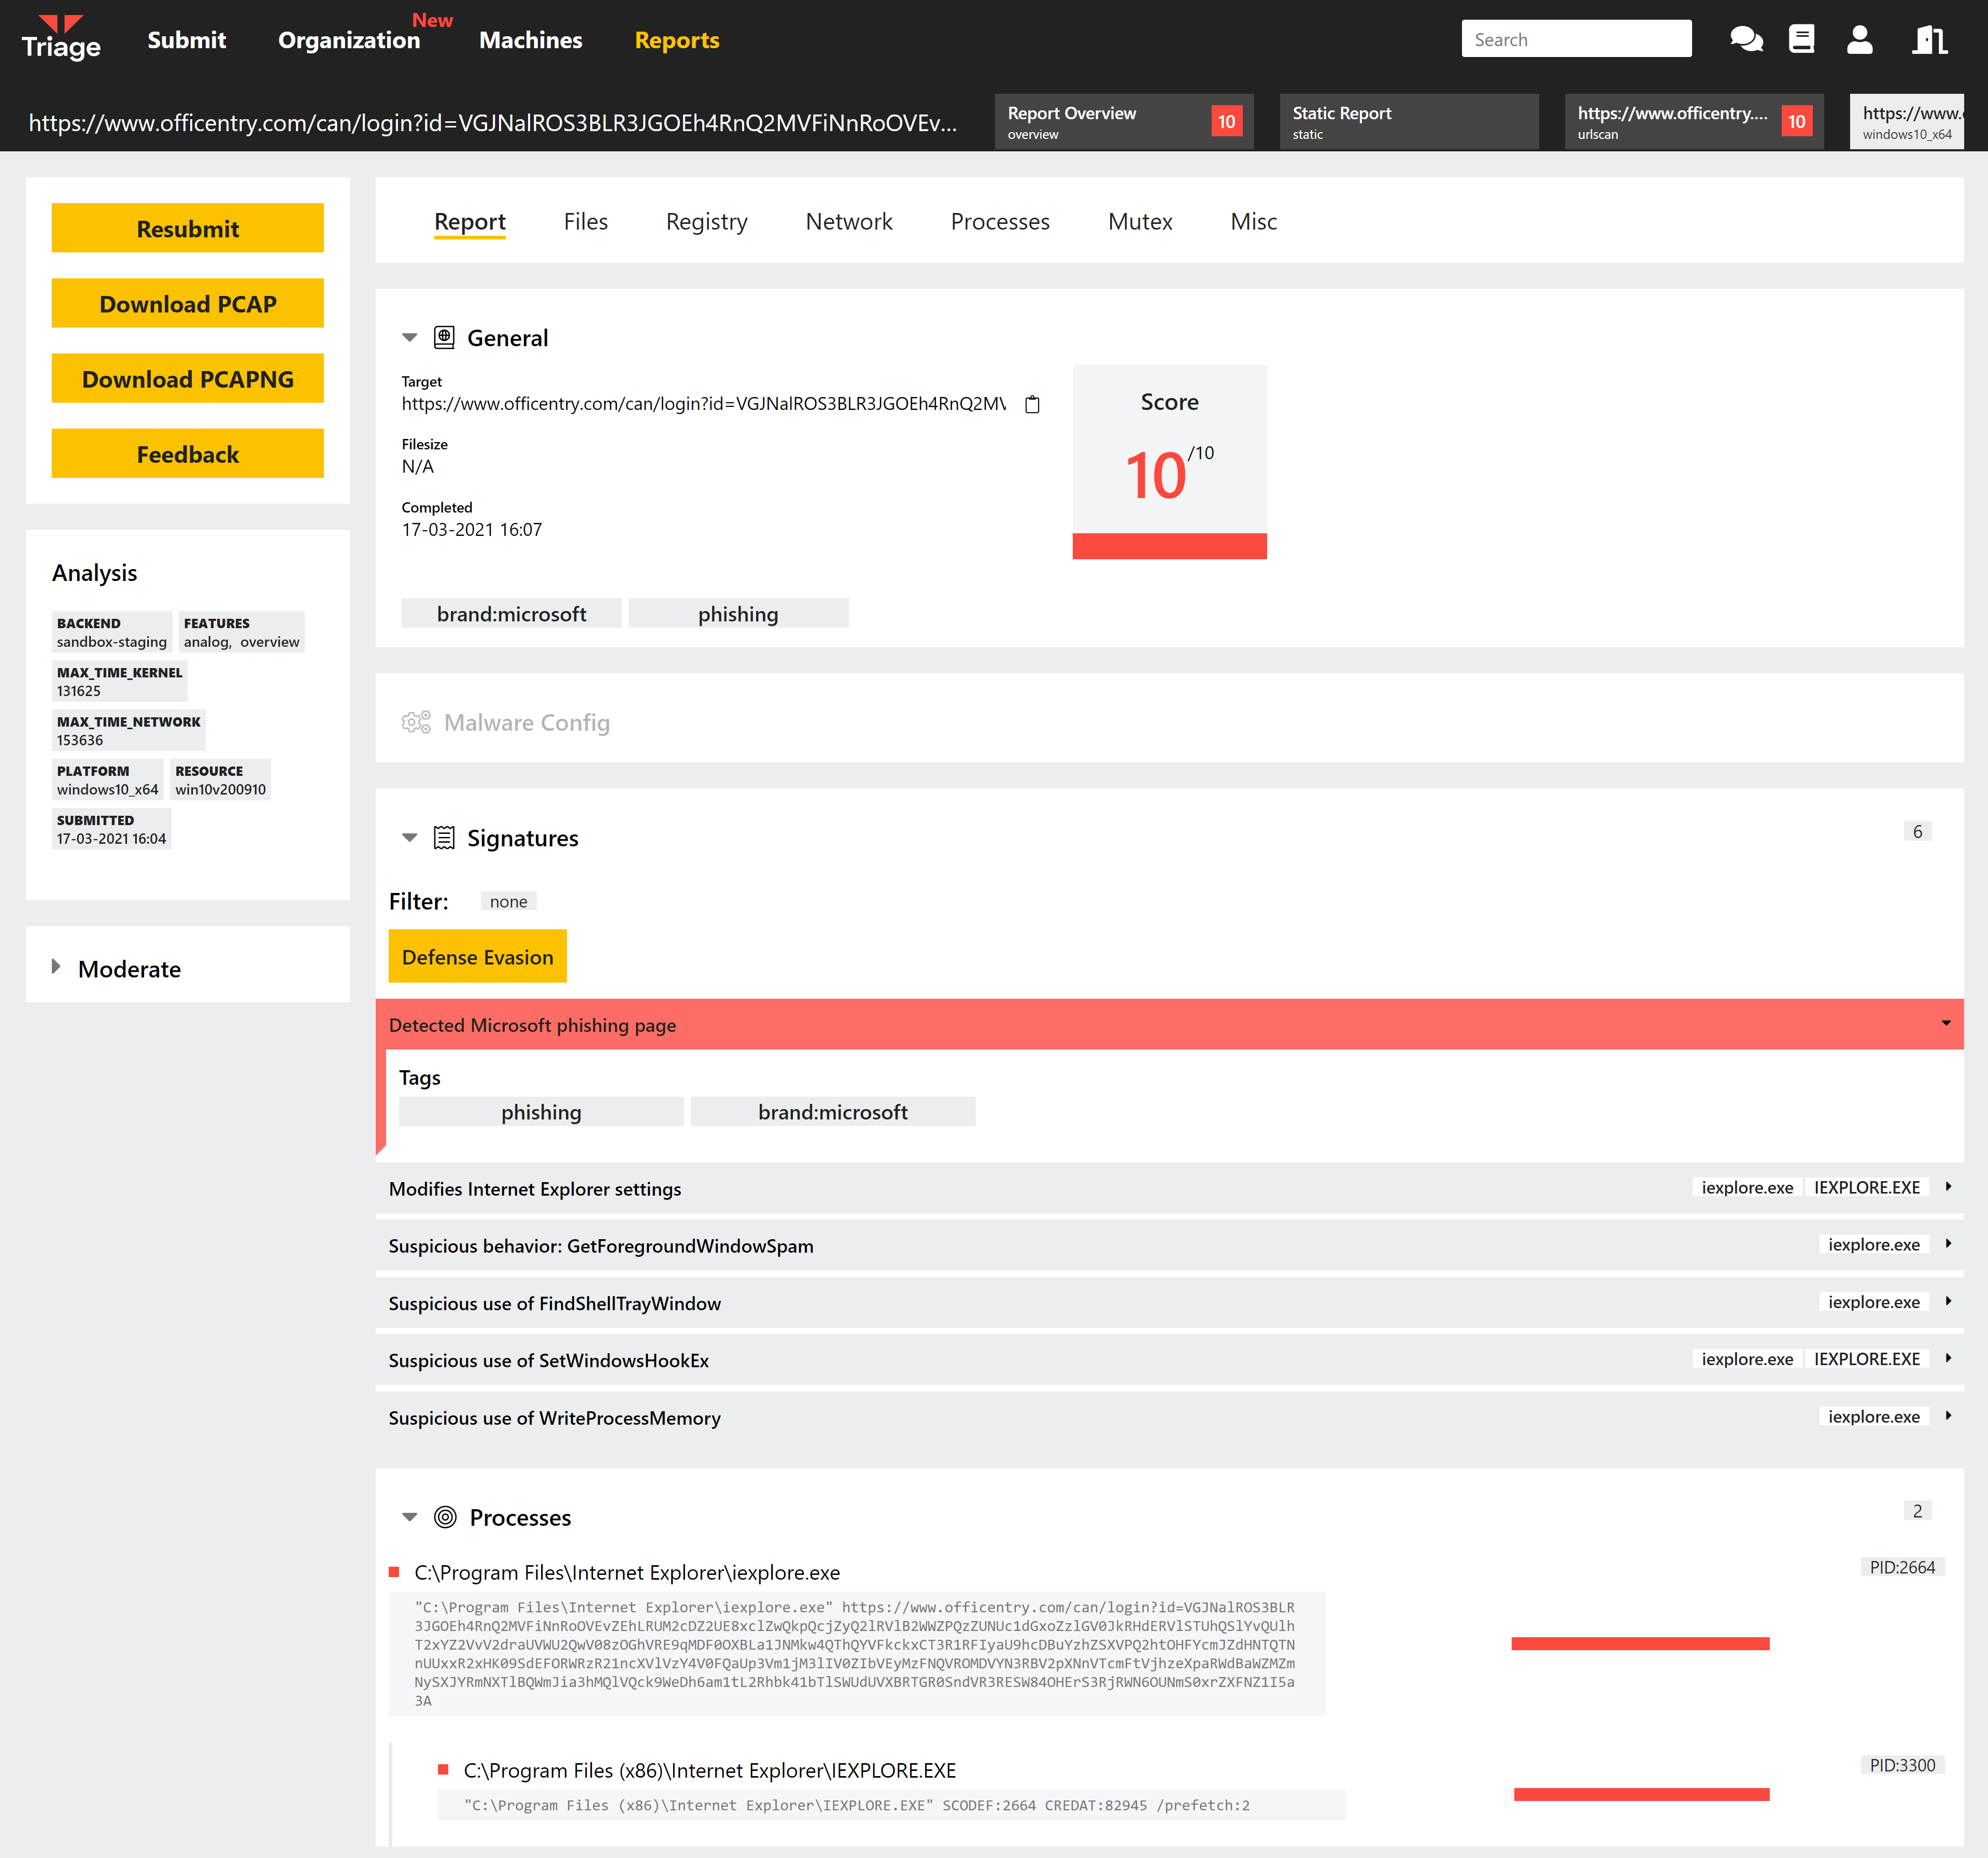 Triage
Submit
Organization
New
Machines
Reports
Search
https://www.officentry.com/can/login?id=VGJNalROS3BLR3JGOEh4RnQ2MVFiNnRoOVEv...
Report Overview
overview
10
Static Report
static
https://www.officentry....
urlscan
10
https://www.
windows10_x64
Resubmit
Download PCAP
Download PCAPNG
Feedback
Analysis
BACKEND
sandbox-staging
FEATURES
analog, overview
MAX_TIME_KERNEL
131625
MAX_TIME_NETWORK
153636
PLATFORM
windows10_x64
RESOURCE
win10v200910
SUBMITTED
17-03-2021 16:04
Moderate
Report
Files
Registry
Network
Processes
Mutex
Misc
General
Target
https://www.officentry.com/can/login?id=VGJNalROS3BLR3JGOEh4RnQ2MV
Filesize
N/A
Completed
17-03-2021 16:07
Score
10/10
brand:microsoft
phishing
Malware Config
Signatures
6
Filter:
none
Defense Evasion
Detected Microsoft phishing page
Tags
phishing
brand:microsoft
Modifies Internet Explorer settings
iexplore.exe
IEXPLORE.EXE
Suspicious behavior: GetForegroundWindowSpam
iexplore.exe
Suspicious use of FindShellTrayWindow
iexplore.exe
Suspicious use of SetWindowsHookEx
iexplore.exe
IEXPLORE.EXE
Suspicious use of WriteProcessMemory
iexplore.exe
Processes
2
C:\Program Files\Internet Explorer\iexplore.exe
PID:2664
"C:\Program Files\Internet Explorer\iexplore.exe" https://www.officentry.com/can/login?id=VGJNalROS3BLR
3JGOEh4RnQ2MVFiNnRoOVEvZEhLRUM2cDZ2UE8xclZwQkpQcjZyQ2lRVlB2WWZPQzZUNUc1dGxoZzlGV0JkRHdERVlSTUhQSlYvQUlh
T2xYZ2VvV2draUVWU2QwV08zOGhVRE9qMDF0OXBLa1JNMkw4QThQYVFkckxCT3R1RFIyaU9hcDBuYzhZSXVPQ2htOHFYcmJZdHNTQTN
nUUxxR2xHK09SdEFORWRzR21ncXVlVzY4V0FQaUp3Vm1jM3lIV0ZIbVEyMzFNQVROMDVYN3RBV2pXNnVTcmFtVjhzeXpaRWdBaWZMZm
NySXJYRmNXTlBQWmJia3hMQlVQck9WeDh6am1tL2Rhbk41bTlSWUdUVXBRTGR0SndVR3RESW84OHErS3RjRWN6OUNmS0xrZXFNZ1I5a
3A
C:\Program Files (x86)\Internet Explorer\IEXPLORE.EXE
PID:3300
"C:\Program Files (x86)\Internet Explorer\IEXPLORE.EXE" SCODEF:2664 CREDAT:82945 /prefetch:2